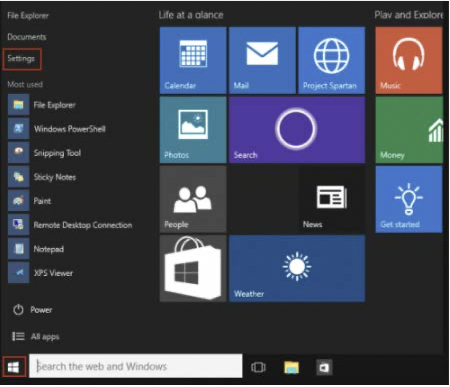 File Explorer
Documents
Settings
Most used
File Explorer
Windows PowerShell
Snipping Tool
Sticky Notes
Paint
Remote Desktop Connection
Notepad
XPS Viewer
Power
All apps
Search the web and Windows
Life at a glance
Play and Explore
Calendar
Mail
Project Spartan
Music
Photos
Search
Money
People
News
Get started
Weather